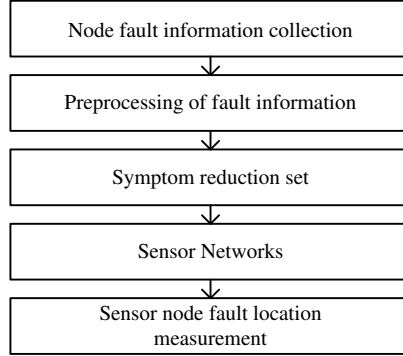 Node fault information collection
Preprocessing of fault information
Symptom reduction set
Sensor Networks
Sensor node fault location
measurement